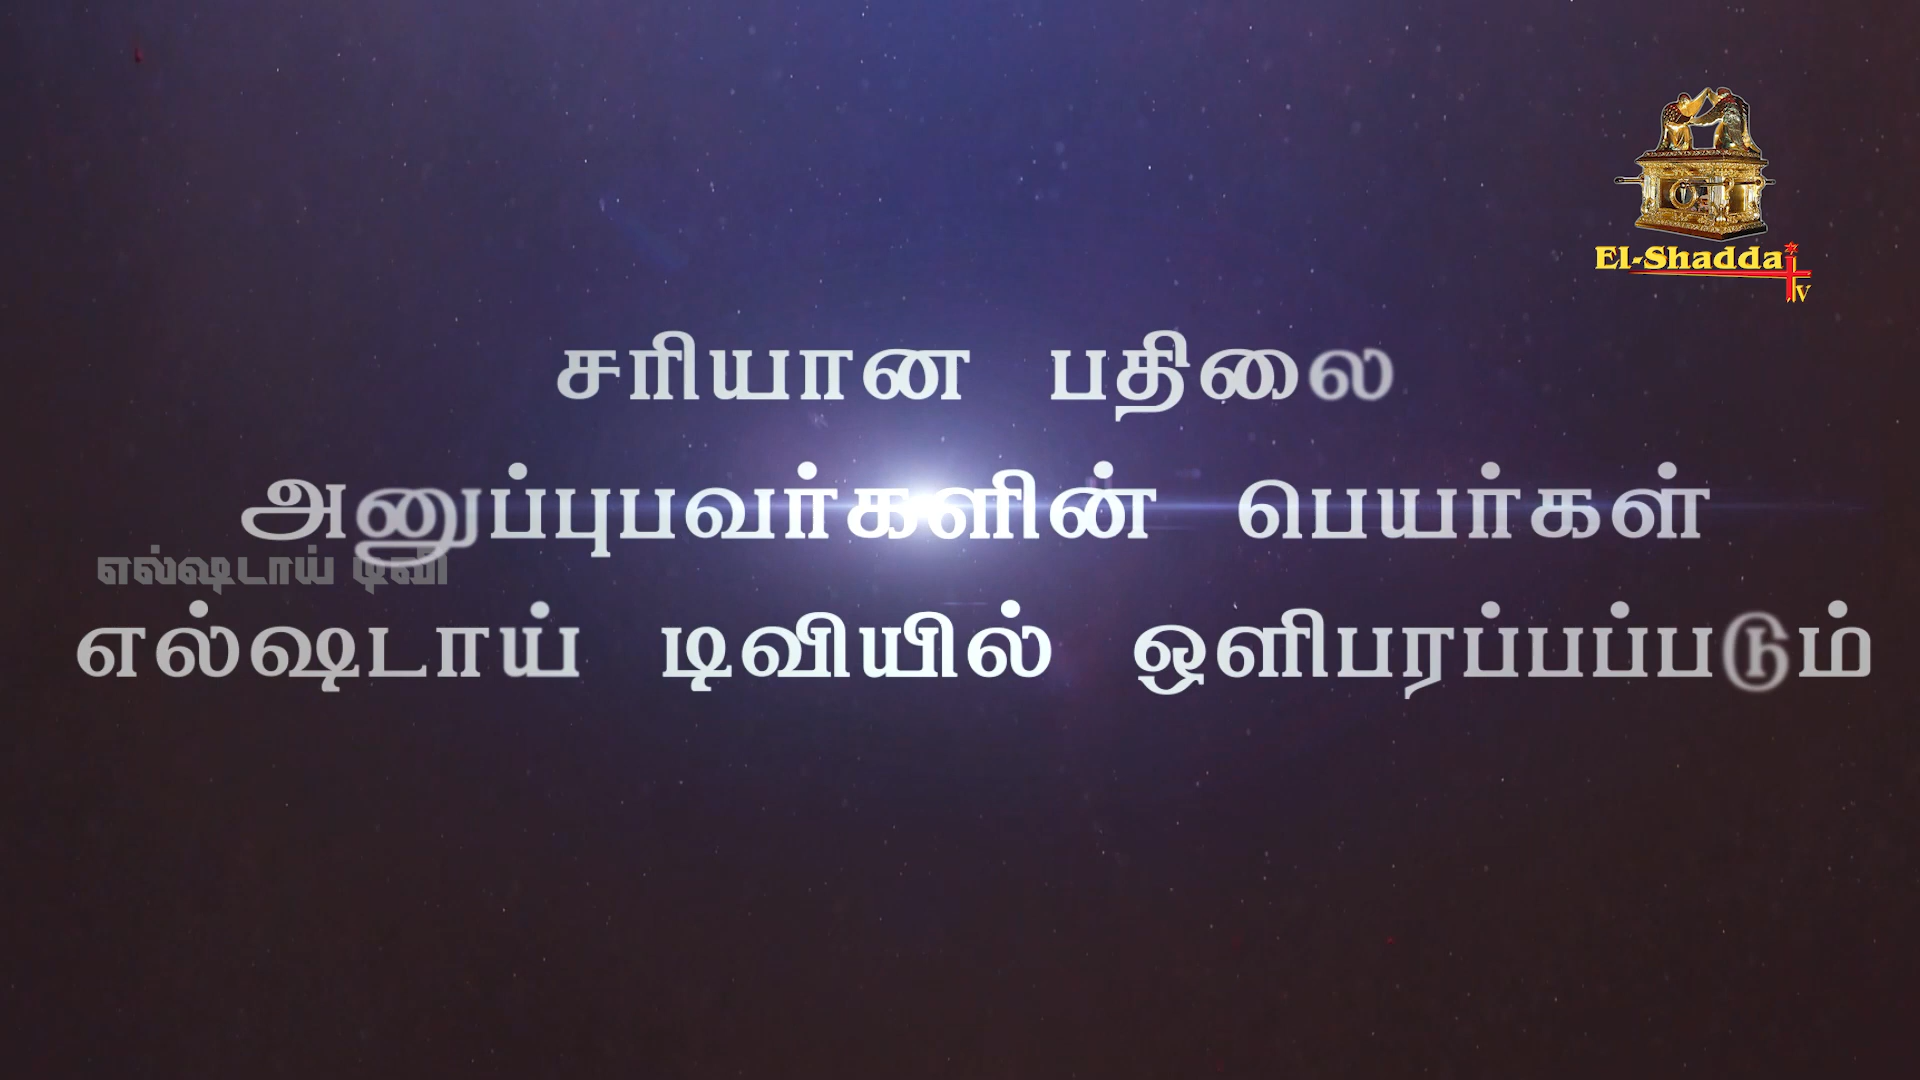 El-Shaddai
TV
சரியான பதிலை
அனுப்புபவர்களின் பெயர்கள்
எல்ஷடாய் டிவி
எல்ஷடாய் டிவியில் ஒளிபரப்பப்படும்